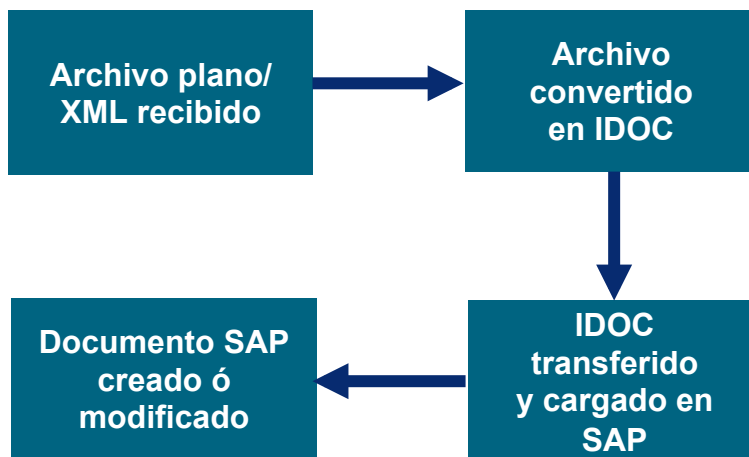 Archivo plano/
XML recibido
Archivo
convertido
en IDOC
IDOC
transferido
y cargado en
SAP
Documento SAP
creado ó
modificado